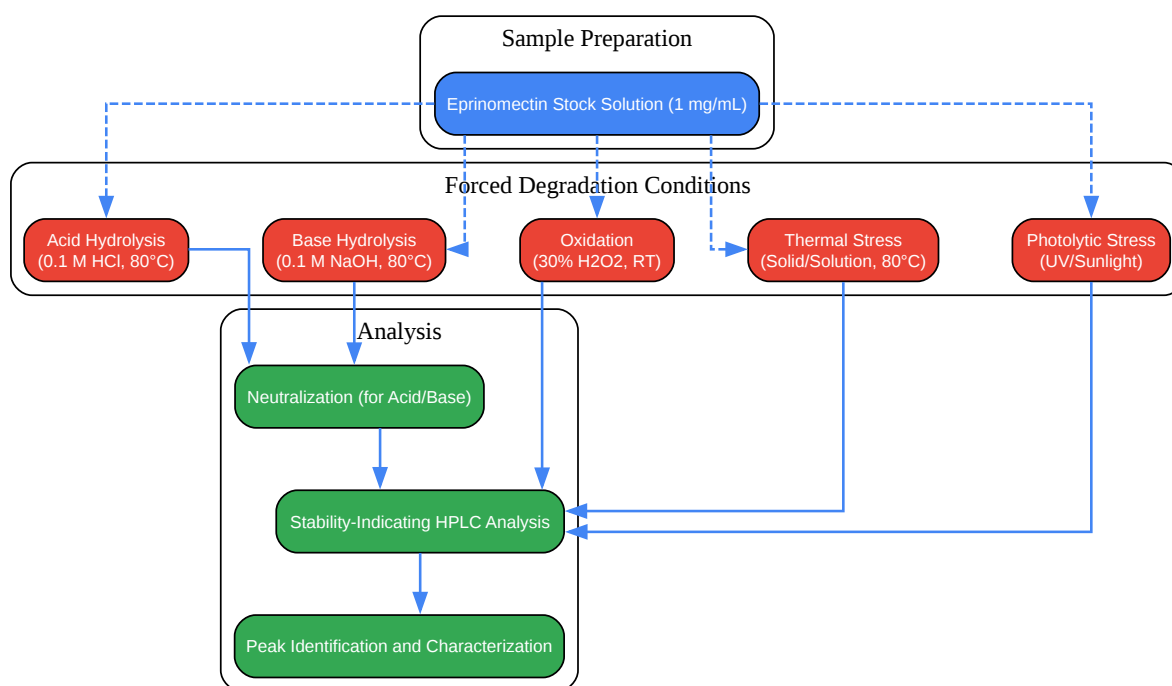 Sample Preparation
Eprinomectin Stock Solution (1 mg/mL)
Forced Degradation Conditions
Acid Hydrolysis
(0.1 M HCl, 80°C)
Base Hydrolysis
(0.1 M NaOH, 80°C)
Oxidation
(30% H2O2, RT)
Thermal Stress
(Solid/Solution, 80°C)
Photolytic Stress
(UV/Sunlight)
Analysis
Neutralization (for Acid/Base)
Stability-Indicating HPLC Analysis
Peak Identification and Characterization